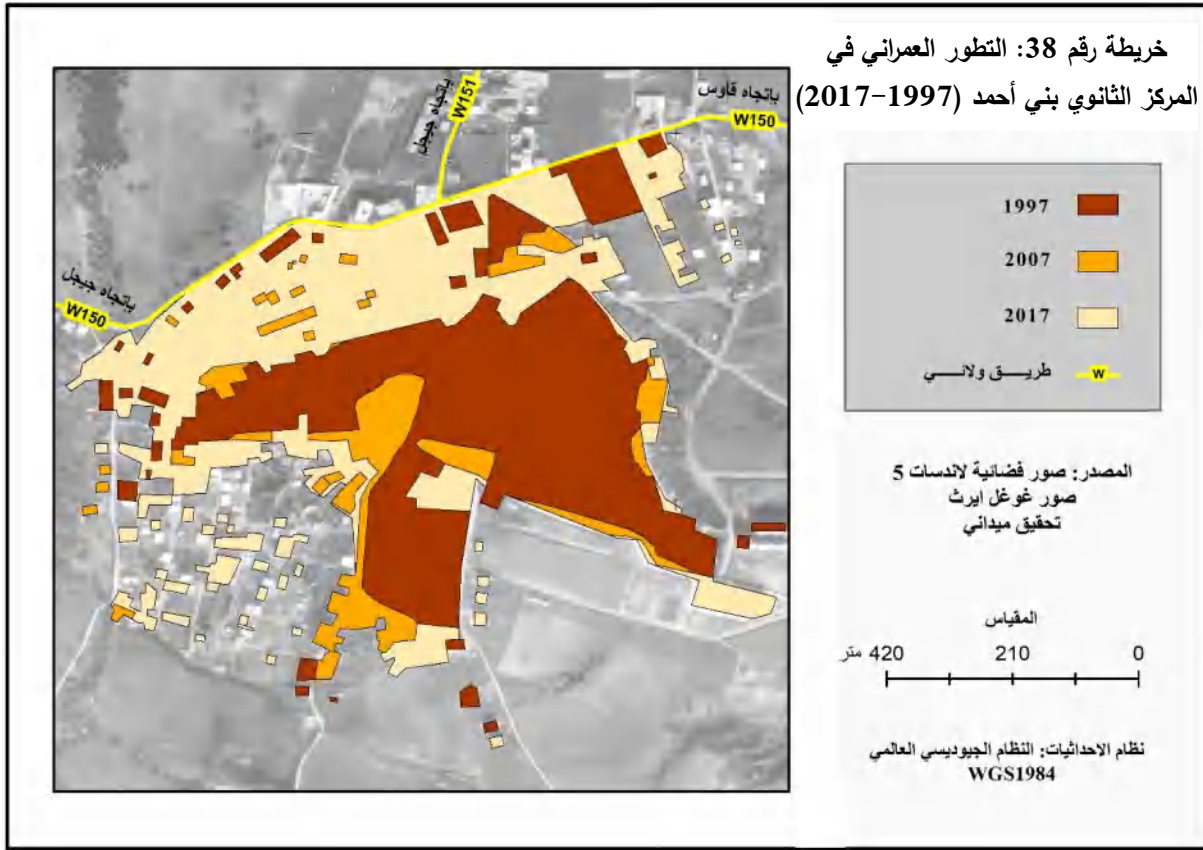 خريطة رقم 38: التطور العمراني في
المركز الثانوي بني أحمد (1997-2017)
باتجاه قاوس
W150
W151
باتجاه جيجل
باتجاه جيجل
W150
1997
2007
2017
طريـــق ولائـــي
W
المصدر: صور فضائية لاندسات 5
صور غوغل ايرث
تحقيق ميداني
المقياس
0 210 420 متر
نظام الاحداثيات: النظام الجيوديسي العالمي
WGS1984